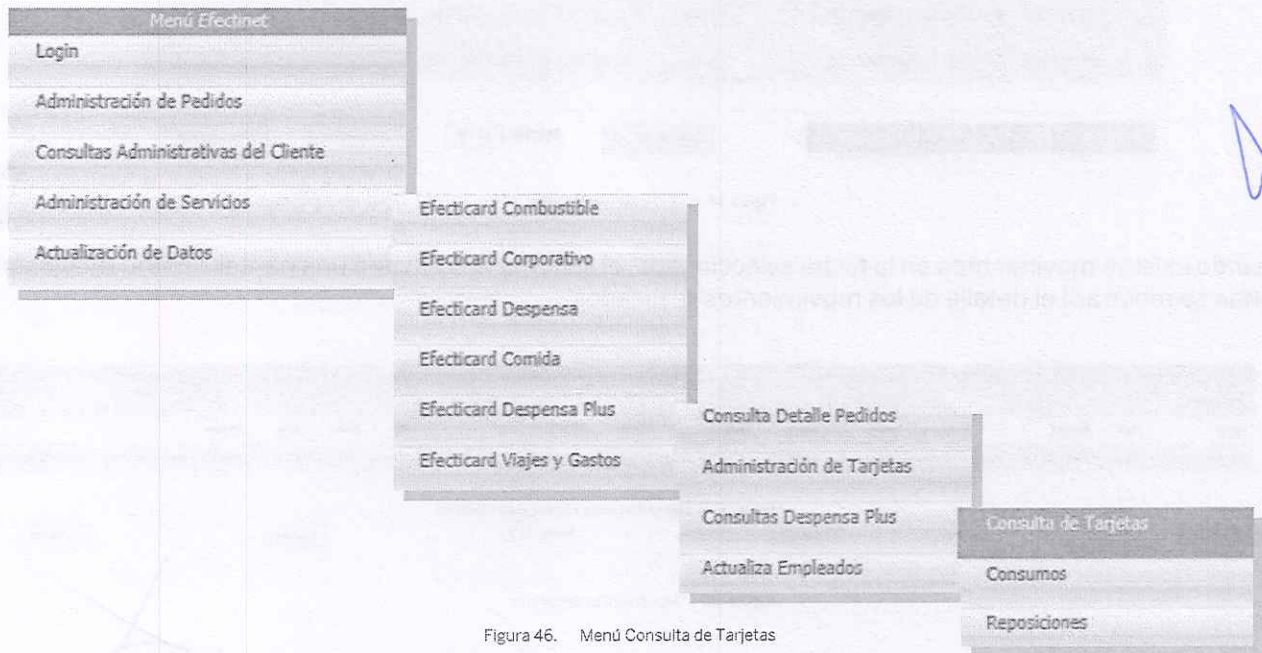 Menú Efectinet
Login
Administración de Pedidos
Consultas Administrativas del Cliente
Administración de Servicios
Actualización de Datos
Efecticard Combustible
Efecticard Corporativo
Efecticard Despensa
Efecticard Comida
Efecticard Despensa Plus
Efecticard Viajes y Gastos
Consulta Detalle Pedidos
Administración de Tarjetas
Consultas Despensa Plus
Actualiza Empleados
Consulta de Tarjetas
Consumos
Reposiciones
Figura 46. Menú Consulta de Tarjetas